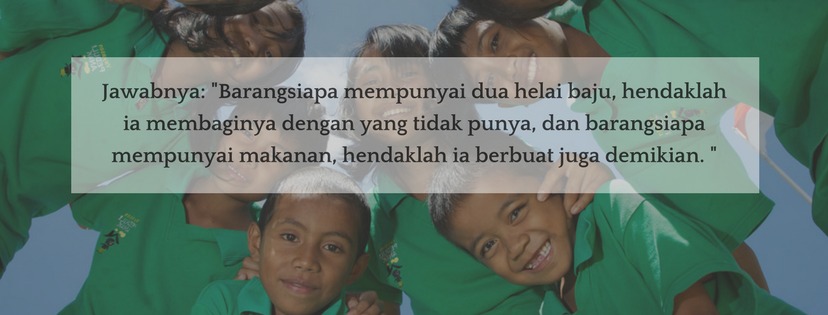 Jawabnya: "Barangsiapa mempunyai dua helai baju, hendaklah
ia membaginya dengan yang tidak punya, dan barangsiapa
mempunyai makanan, hendaklah ia berbuat juga demikian. "